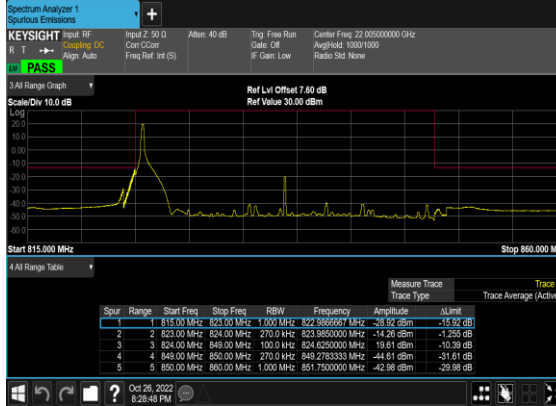 Spectrum Analyzer 1
Spurious Emissions
+
KEYSIGHT Input: RF Input Z: 50 Ω Atten: 40 dB Trig: Free Run Center Freq: 22.005000000 GHz
R T Coupling: DC Corr CCorr Gate: Off Avg|Hold: 1000/1000
Align: Auto Freq Ref: Int (S) IF Gain: Low Radio Std: None
PASS
3 All Range Graph
Ref Lvl Offset 7.60 dB
Scale/Div 10.0 dB Ref Value 30.00 dBm
Log
20.0
10.0
0.00
-10.0
-20.0
-30.0
-40.0
-50.0
-60.0
Start 815.000 MHz Stop 860.000 M
4 All Range Table
Measure Trace Trace
Trace Type Trace Average (Active
Spur Range Start Freq Stop Freq RBW Frequency Amplitude ΔLimit
1 1 815.00 MHz 823.00 MHz 1.000 MHz 822.9866667 MHz -28.92 dBm -15.92 dB
2 2 823.00 MHz 824.00 MHz 270.0 kHz 823.9850000 MHz -14.26 dBm -1.255 dB
3 3 824.00 MHz 849.00 MHz 100.0 kHz 824.6250000 MHz 19.61 dBm -10.39 dB
4 4 849.00 MHz 850.00 MHz 270.0 kHz 849.2783333 MHz -44.61 dBm -31.61 dB
5 5 850.00 MHz 860.00 MHz 1.000 MHz 851.7500000 MHz -42.98 dBm -29.98 dB
? Oct 26, 2022
8:28:48 PM